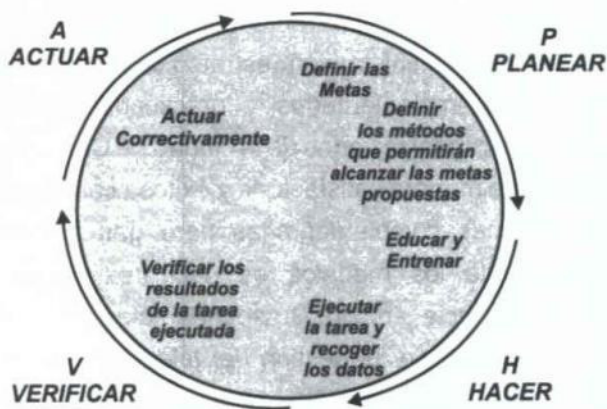 A
ACTUAR
P
PLANEAR
Definir las
Metas
Definir
los métodos
que permitirán
alcanzar las metas
propuestas
Actuar
Correctivamente
Educar y
Entrenar
Verificar los
resultados
de la tarea
ejecutada
Ejecutar
la tarea y
recoger
los datos
V
VERIFICAR
H
HACER